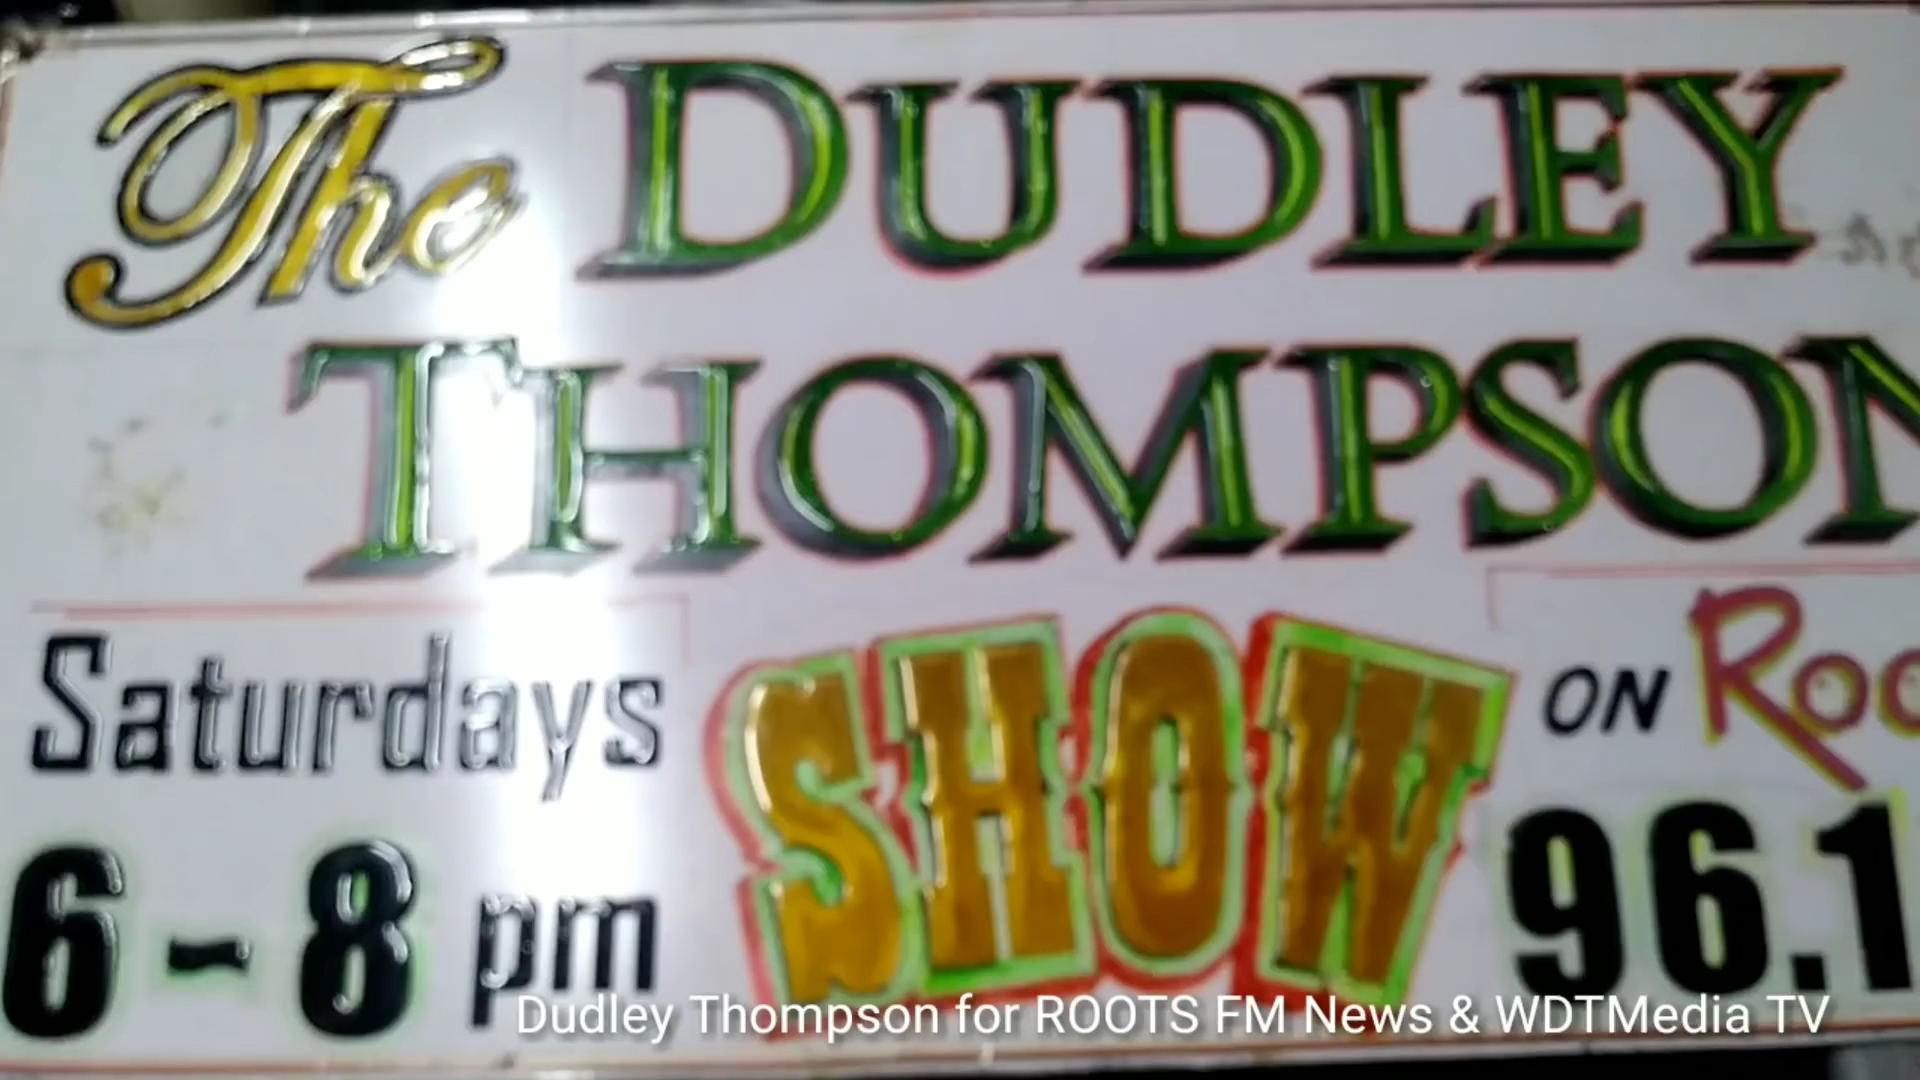 The DUDLEY
THOMPSON
Saturdays
6-8 pm
SHOW
ON Roo
96.1
Dudley Thompson for ROOTS FM News & WDTMedia TV